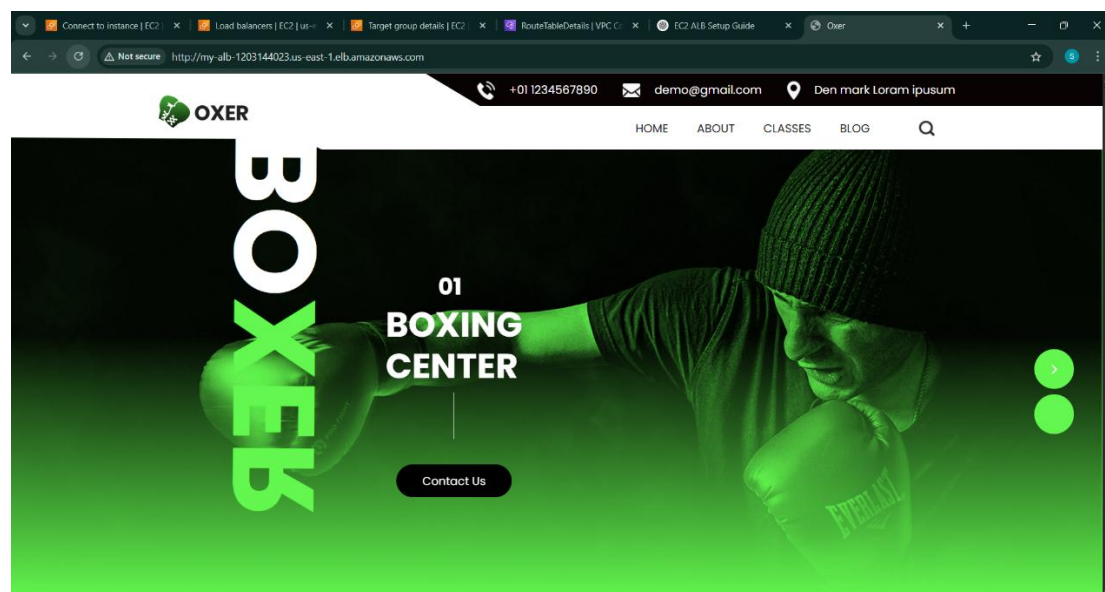 Connect to instance | EC2 |
Load balancers | EC2 | us-e
Target group details | EC2 |
RouteTableDetails | VPC Co
EC2 ALB Setup Guide
Oxer
Not secure
http://my-alb-1203144023.us-east-1.elb.amazonaws.com
S
+01 1234567890
demo@gmail.com
Den mark Loram ipusum
OXER
HOME
ABOUT
CLASSES
BLOG
BOXER
01
BOXING
CENTER
Contact Us
EVERLAST